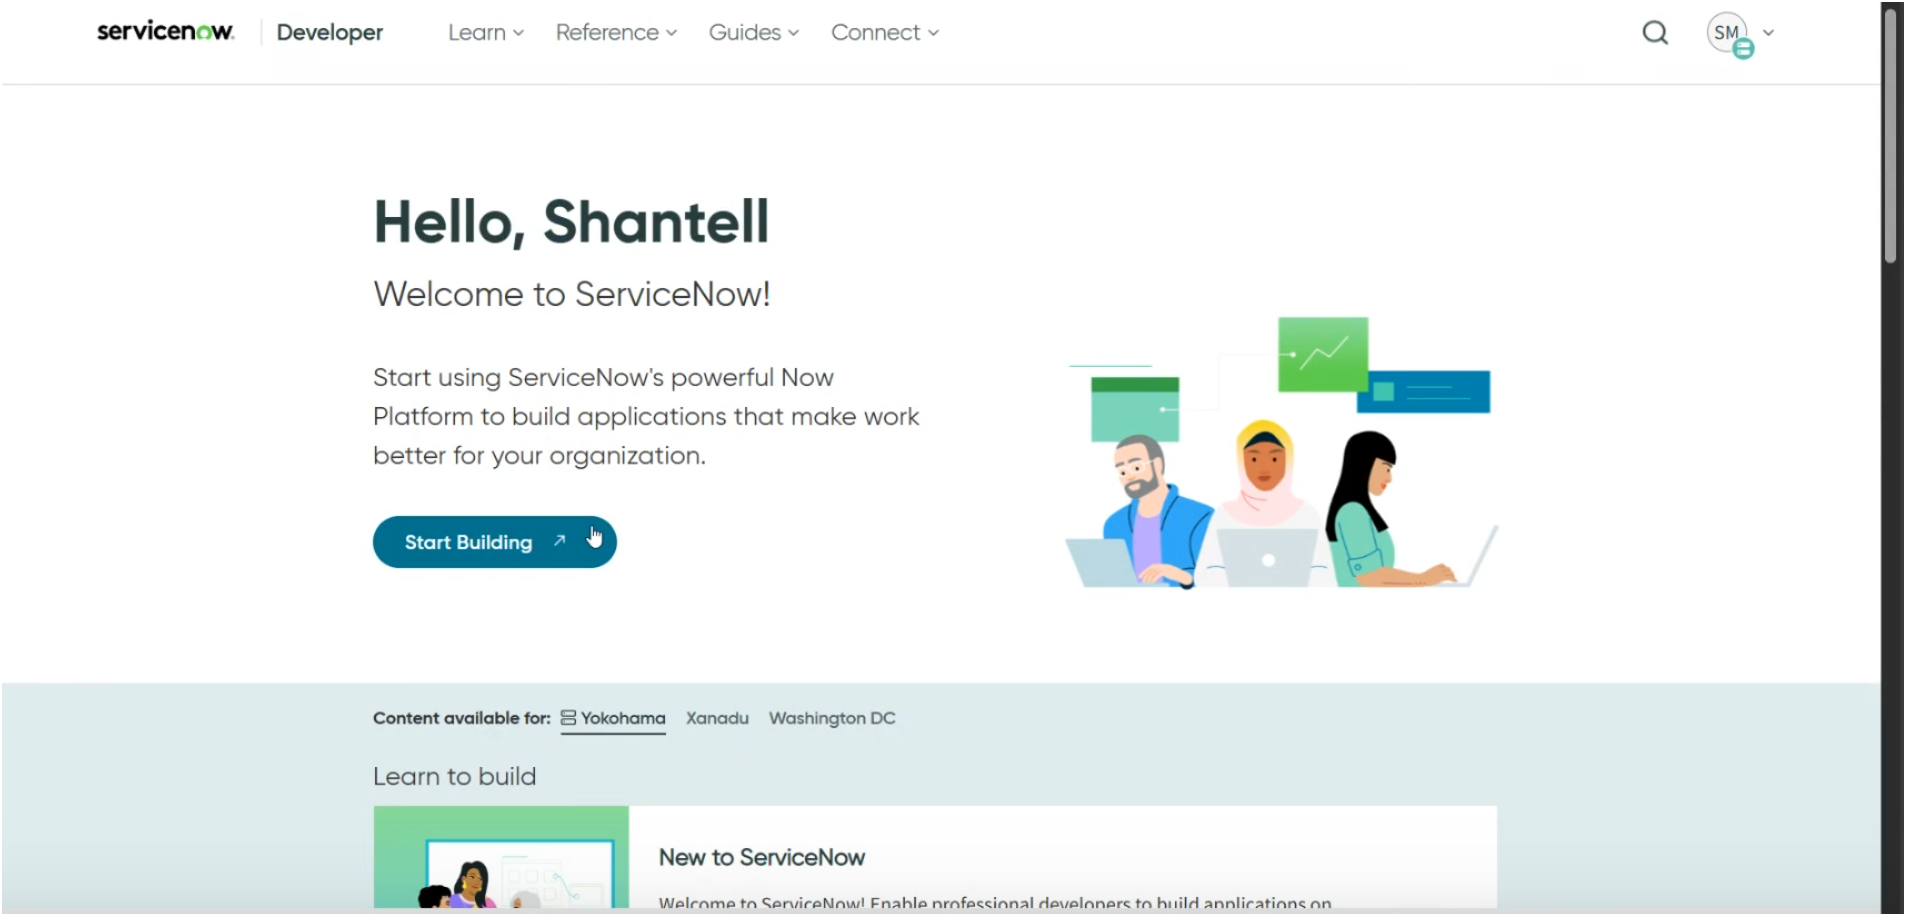 servicenow. Developer Learn Reference Guides Connect SM
Hello, Shantell
Welcome to ServiceNow!
Start using ServiceNow's powerful Now
Platform to build applications that make work
better for your organization.
Start Building
Content available for: Yokohama Xanadu Washington DC
Learn to build
New to ServiceNow
Welcome to ServiceNow! Enable professional developers to build applications on